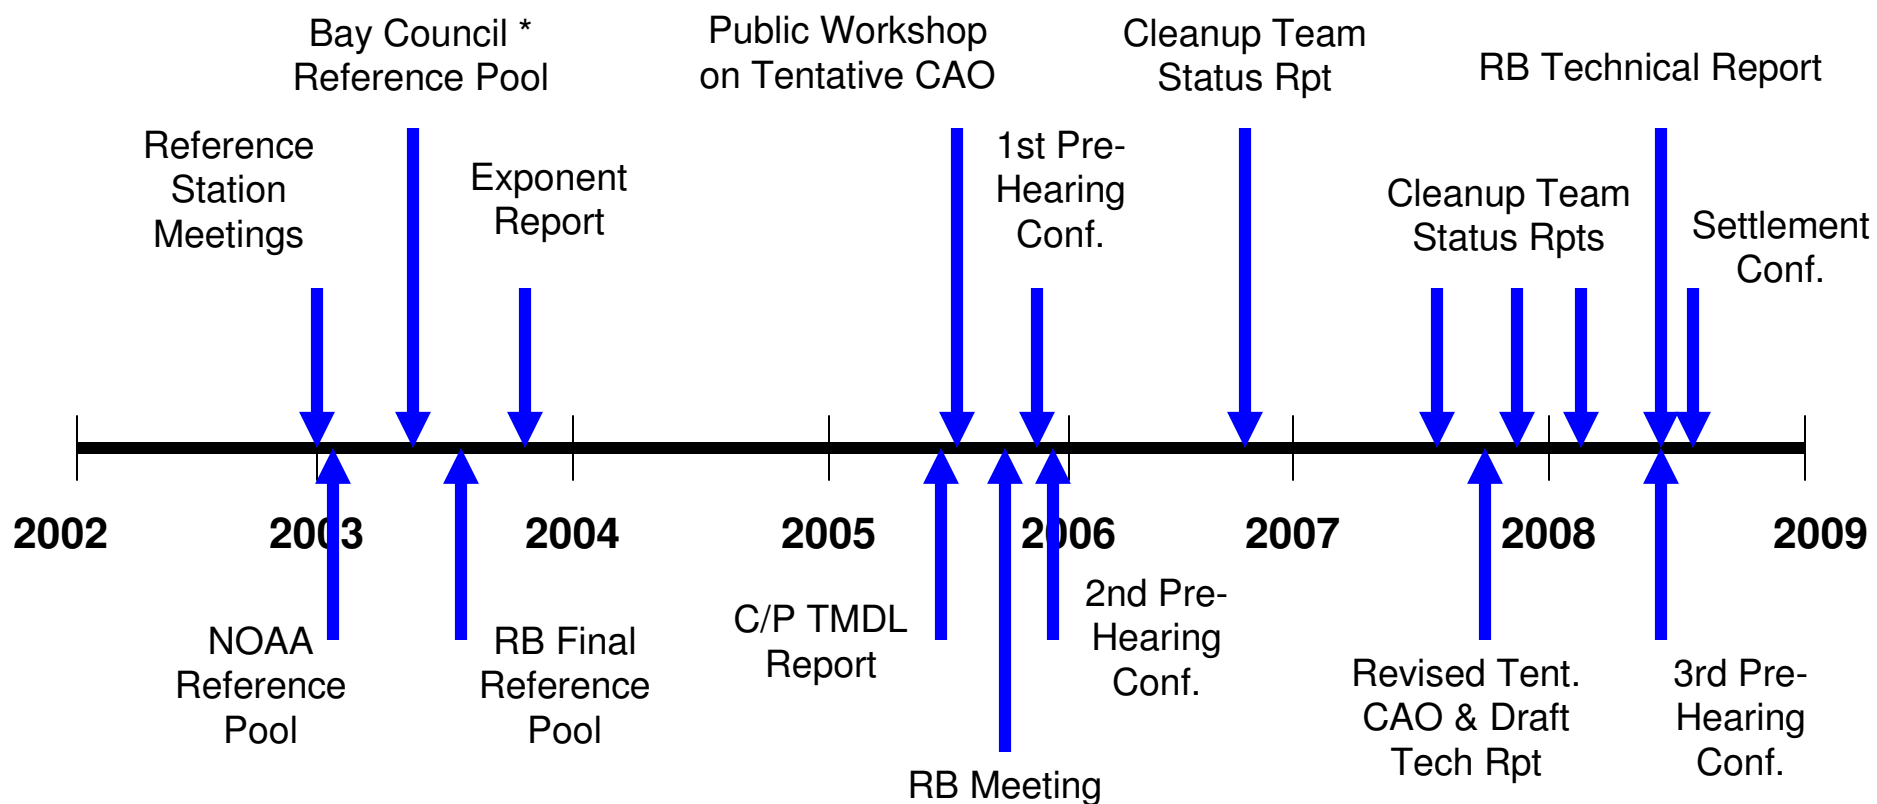 Bay Council *
Reference Pool
Public Workshop
on Tentative CAO
Cleanup Team
Status Rpt
RB Technical Report
Reference
Station
Meetings
Exponent
Report
1st Pre-
Hearing
Conf.
Cleanup Team
Status Rpts
Settlement
Conf.
2002 2003 2004 2005 2006 2007 2008 2009
NOAA
Reference
Pool
RB Final
Reference
Pool
C/P TMDL
Report
RB Meeting
2nd Pre-
Hearing
Conf.
Revised Tent.
CAO & Draft
Tech Rpt
3rd Pre-
Hearing
Conf.